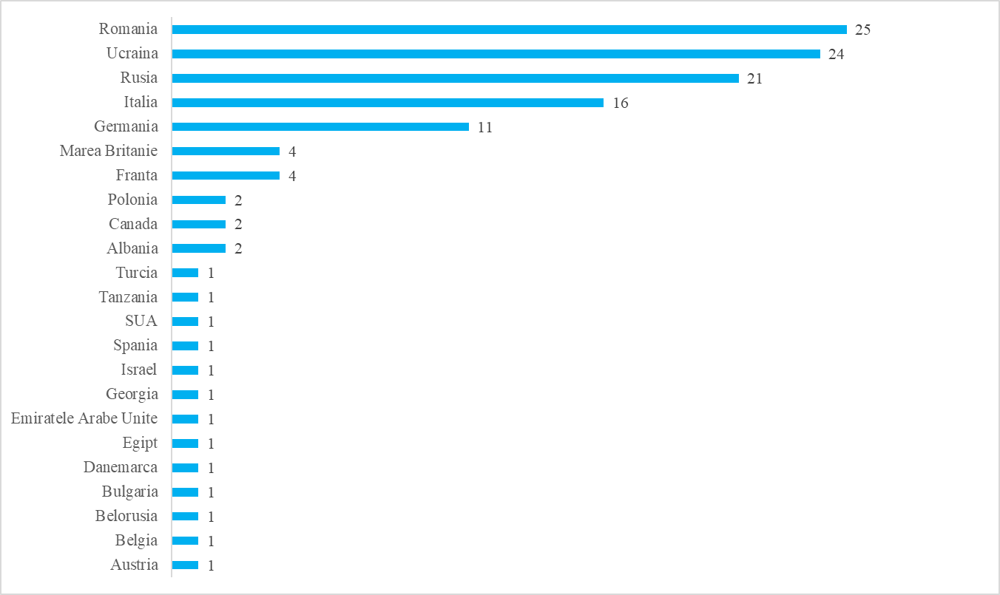 Romania 25
Ucraina 24
Rusia 21
Italia 16
Germania 11
Marea Britanie 4
Franta 4
Polonia 2
Canada 2
Albania 2
Turcia 1
Tanzania 1
SUA 1
Spania 1
Israel 1
Georgia 1
Emiratele Arabe Unite 1
Egipt 1
Danemarca 1
Bulgaria 1
Belorusia 1
Belgia 1
Austria 1